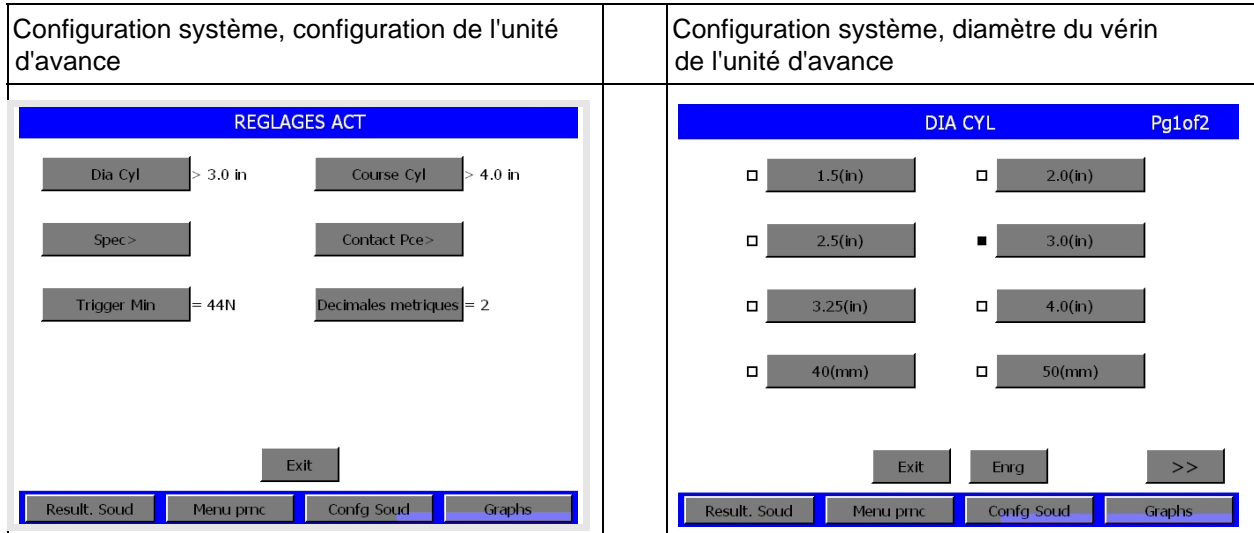 Configuration système, configuration de l'unité
d'avance
REGLAGES ACT
Dia Cyl > 3.0 in
Course Cyl > 4.0 in
Spec>
Contact Pce>
Trigger Min = 44N
Decimales metriques = 2
Exit
Result. Soud
Menu prnc
Confg Soud
Graphs
Configuration système, diamètre du vérin
de l'unité d'avance
DIA CYL
Pg1of2
1.5(in)
2.0(in)
2.5(in)
3.0(in)
3.25(in)
4.0(in)
40(mm)
50(mm)
Exit
Enrg
>>
Result. Soud
Menu prnc
Confg Soud
Graphs